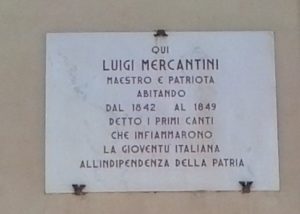 QUI
LUIGI MERCANTINI
MAESTRO E PATRIOTA
ABITANDO
DAL 1842 AL 1849
DETTO I PRIMI CANTI
CHE INFIAMMARONO
LA GIOVENTU' ITALIANA
ALL'INDIPENDENZA DELLA PATRIA